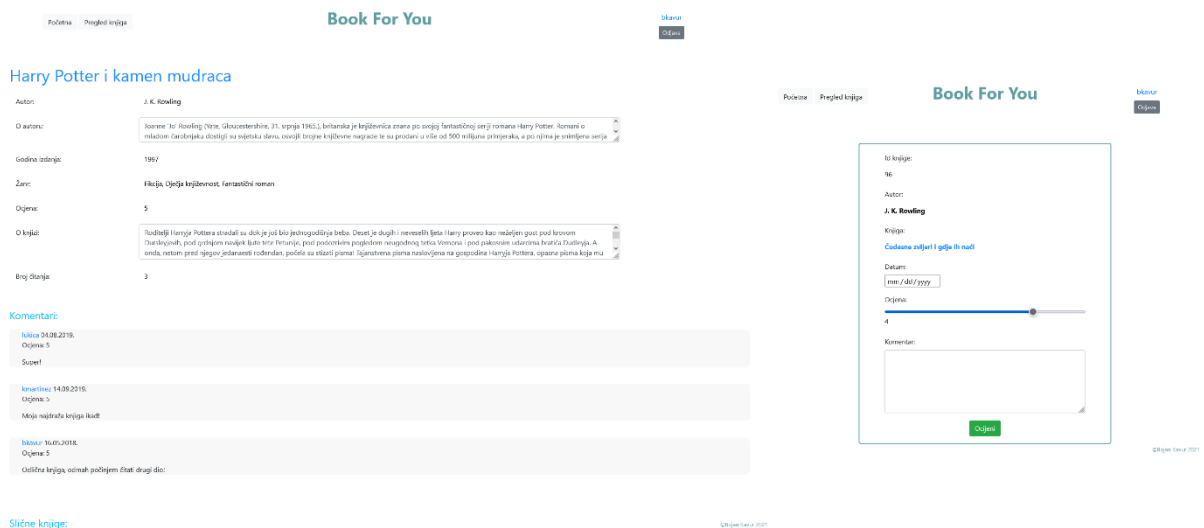 Početna Pregled knjiga
Book For You
bkavur
Odjava
Harry Potter i kamen mudraca
Autor: J. K. Rowling
O autoru: Joanne 'Jo' Rowling (Yate, Gloucestershire, 31. srpnja 1965.), britanska je književnica znana po svojoj fantastičnoj seriji romana Harry Potter. Romani o
mladom čarobnjaku dostigli su svjetsku slavu, osvojili brojne književne nagrade te su prodani u više od 500 milijuna primjeraka, a po njima je snimljena serija
Godina izdanja: 1997
Žanr: Fikcija, Dječja književnost, Fantastični roman
Ocjena: 5
O knjizi: Roditelji Harryja Pottera stradali su dok je još bio jednogodišnja beba. Deset je dugih i neveselih ljeta Harry proveo kao neželjen gost pod krovom
Dursleyjevih, pod grdnjom navijek ljute tete Petunije, pod podozrivim pogledom neugodnog tetka Vernona i pod pakosnim udarcima bratića Dudleyja. A
onda, netom pred njegov jedanaesti rođendan, počela su stizati pisma! Tajanstvena pisma naslovljena na gospodina Harryja Pottera, opasna pisma koja mu
Broj čitanja: 3
Komentari:
lukica 04.08.2019.
Ocjena: 5
Super!
kmartinez 14.09.2019.
Ocjena: 5
Moja najdraža knjiga ikad!
bkavur 16.05.2018.
Ocjena: 5
Odlična knjiga, odmah počinjem čitati drugi dio!
Slične knjige:
©Bojan Kavur 2021
Početna Pregled knjiga
Book For You
bkavur
Odjava
Id knjige:
96
Autor:
J. K. Rowling
Knjiga:
Čudesne zvijeri i gdje ih naći
Datum:
mm/dd/yyyy
Ocjena:
4
Komentar:
Ocijeni
©Bojan Kavur 2021